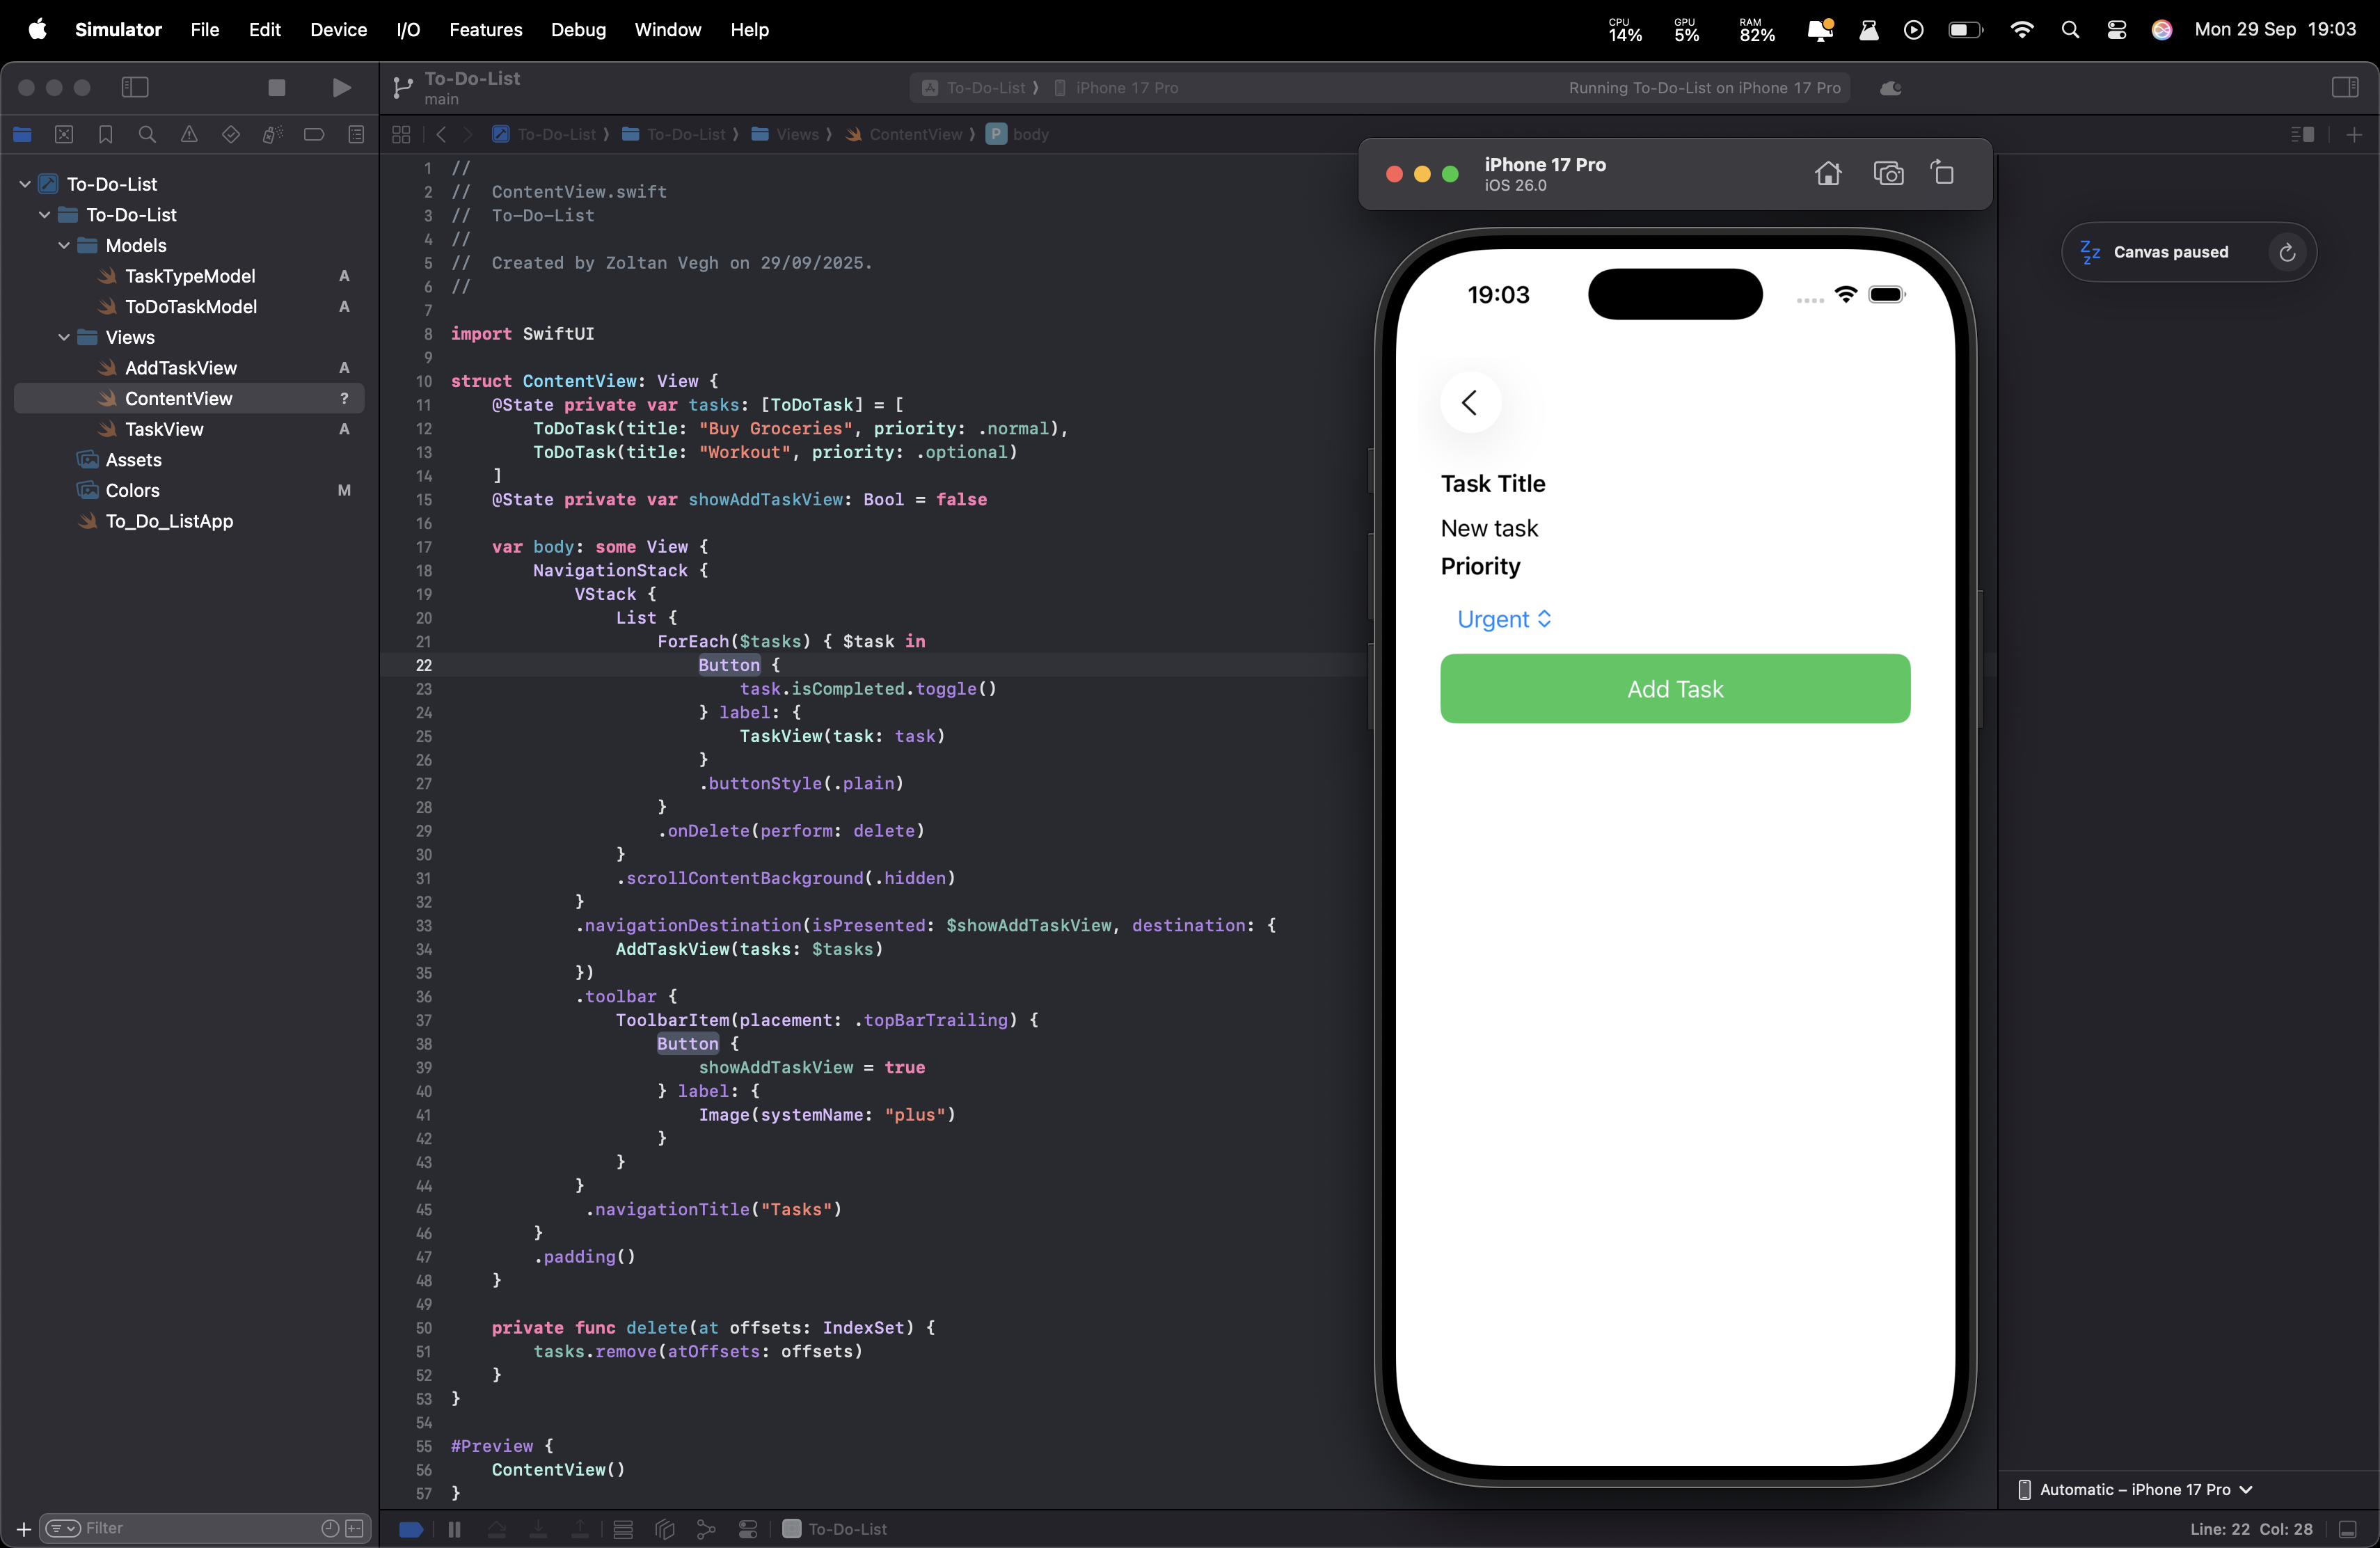 Simulator File Edit Device I/O Features Debug Window Help
CPU 14% GPU 5% RAM 82% Mon 29 Sep 19:03
To-Do-List
main
To-Do-List iPhone 17 Pro Running To-Do-List on iPhone 17 Pro
To-Do-List To-Do-List Views ContentView P body
To-Do-List
To-Do-List
Models
TaskTypeModel A
ToDoTaskModel A
Views
AddTaskView A
ContentView ?
TaskView A
Assets
Colors M
To_Do_ListApp
Filter
1 //
2 // ContentView.swift
3 // To-Do-List
4 //
5 // Created by Zoltan Vegh on 29/09/2025.
6 //
7
8 import SwiftUI
9
10 struct ContentView: View {
11 @State private var tasks: [ToDoTask] = [
12 ToDoTask(title: "Buy Groceries", priority: .normal),
13 ToDoTask(title: "Workout", priority: .optional)
14 ]
15 @State private var showAddTaskView: Bool = false
16
17 var body: some View {
18 NavigationStack {
19 VStack {
20 List {
21 ForEach($tasks) { $task in
22 Button {
23 task.isCompleted.toggle()
24 } label: {
25 TaskView(task: task)
26 }
27 .buttonStyle(.plain)
28 }
29 .onDelete(perform: delete)
30 }
31 .scrollContentBackground(.hidden)
32 }
33 .navigationDestination(isPresented: $showAddTaskView, destination: {
34 AddTaskView(tasks: $tasks)
35 })
36 .toolbar {
37 ToolbarItem(placement: .topBarTrailing) {
38 Button {
39 showAddTaskView = true
40 } label: {
41 Image(systemName: "plus")
42 }
43 }
44 }
45 .navigationTitle("Tasks")
46 }
47 .padding()
48 }
49
50 private func delete(at offsets: IndexSet) {
51 tasks.remove(atOffsets: offsets)
52 }
53 }
54
55 #Preview {
56 ContentView()
57 }
iPhone 17 Pro
iOS 26.0
19:03
Task Title
New task
Priority
Urgent
Add Task
Canvas paused
Automatic – iPhone 17 Pro
To-Do-List
Line: 22 Col: 28